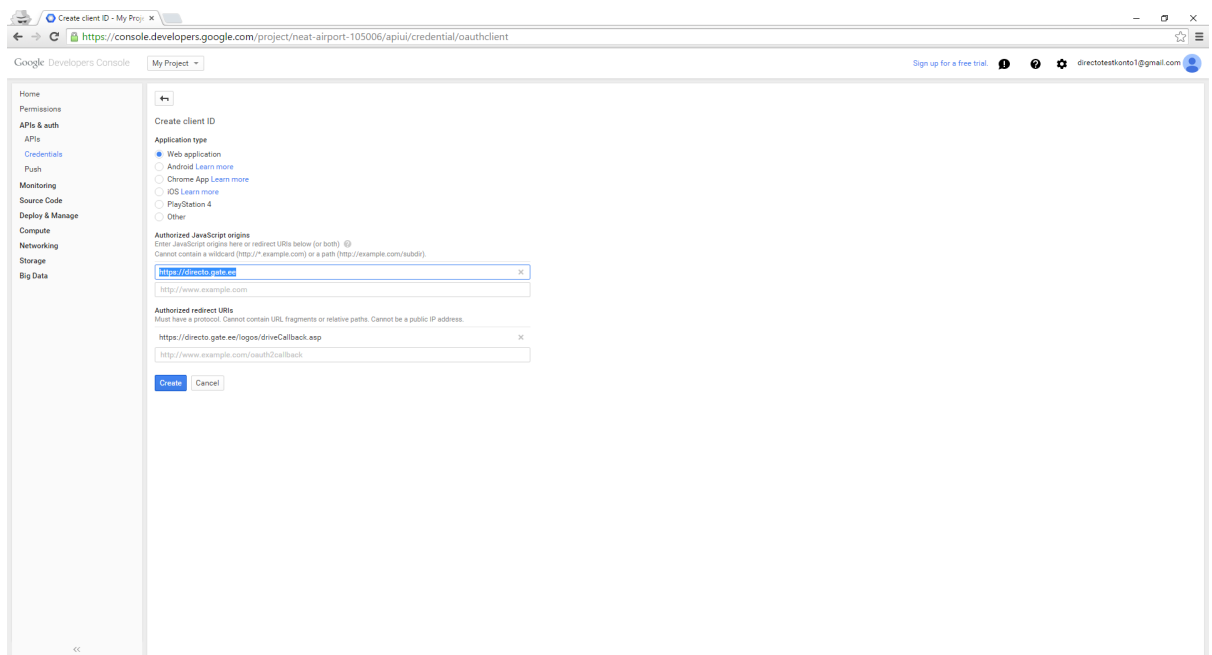 Create client ID - My Proj
https://console.developers.google.com/project/neat-airport-105006/apiui/credential/oauthclient
Google Developers Console
My Project
Sign up for a free trial.
directotestkonto1@gmail.com
Home
Permissions
APIs & auth
APIs
Credentials
Push
Monitoring
Source Code
Deploy & Manage
Compute
Networking
Storage
Big Data
Create client ID
Application type
Web application
Android Learn more
Chrome App Learn more
iOS Learn more
PlayStation 4
Other
Authorized JavaScript origins
Enter JavaScript origins here or redirect URIs below (or both)
Cannot contain a wildcard (http://*.example.com) or a path (http://example.com/subdir).
https://directo.gate.ee
http://www.example.com
Authorized redirect URIs
Must have a protocol. Cannot contain URL fragments or relative paths. Cannot be a public IP address.
https://directo.gate.ee/logos/driveCallback.asp
http://www.example.com/oauth2callback
Create Cancel